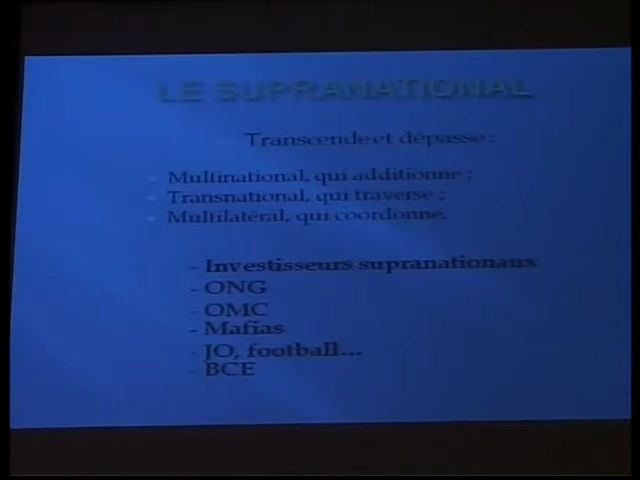 LE SUPRANATIONAL
Transcende et dépasse :
Multinational, qui additionne ;
Transnational, qui traverse ;
Multilatéral, qui coordonne.
- Investisseurs supranationaux
- ONG
- OMC
- Mafias
- JO, football...
- BCE